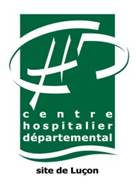 centre
hospitalier
départemental
site de Luçon